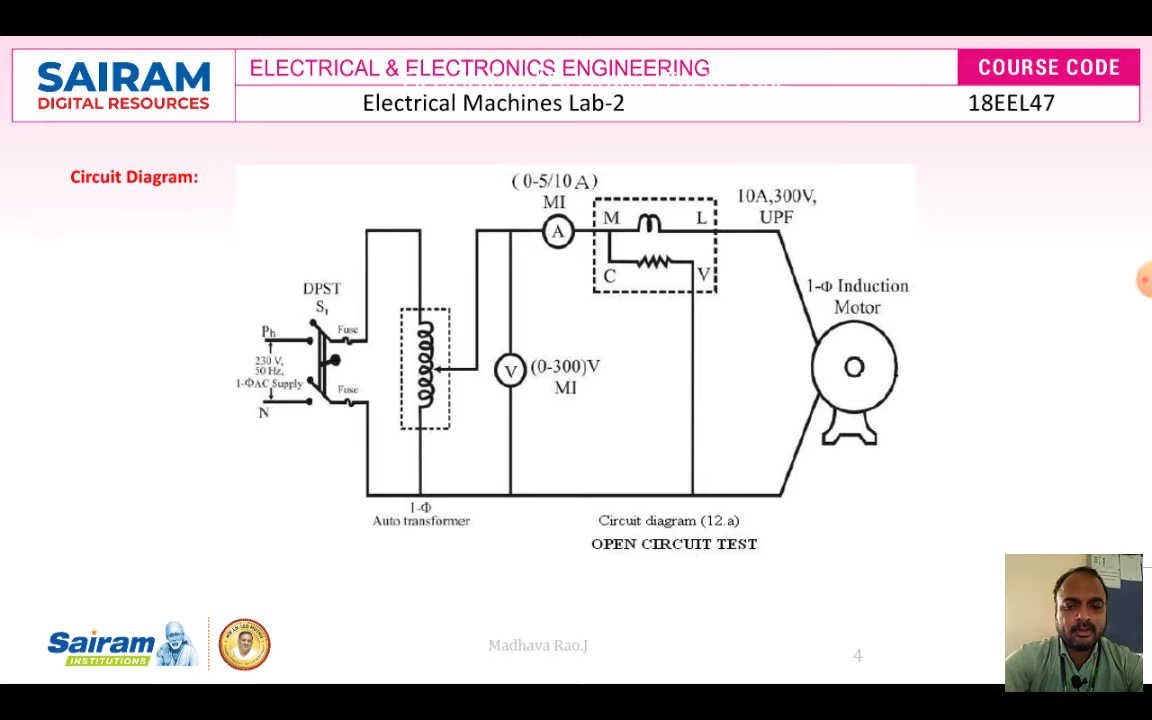 SAIRAM
DIGITAL RESOURCES
ELECTRICAL & ELECTRONICS ENGINEERING
COURSE CODE
Electrical Machines Lab-2
18EEL47
Circuit Diagram:
(0-5/10 A)
MI
A
M
L
C
V
10A,300V,
UPF
1-Φ Induction
Motor
DPST
S1
Fuse
Ph
230 V,
50 Hz,
1-ΦAC Supply
N
Fuse
V
(0-300)V
MI
1-Φ
Auto transformer
Circuit diagram (12.a)
OPEN CIRCUIT TEST
Sairam
INSTITUTIONS
Madhava Rao.J
4